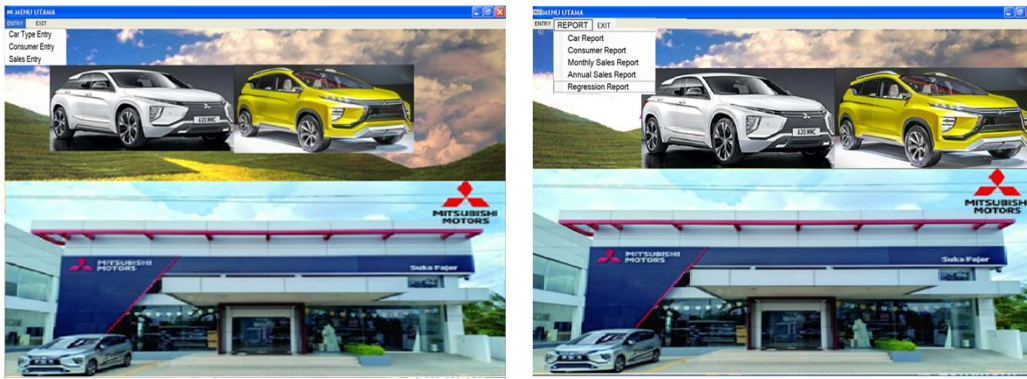 MENU UTAMA
ENTRY EXIT
Car Type Entry
Consumer Entry
Sales Entry
A20 MMC
MITSUBISHI
MOTORS
MITSUBISHI
MOTORS
Suka Fajar
MENU UTAMA
ENTRY REPORT EXIT
Car Report
Consumer Report
Monthly Sales Report
Annual Sales Report
Regression Report
A20 MMC
MITSUBISHI
MOTORS
MITSUBISHI
MOTORS
Suka Fajar